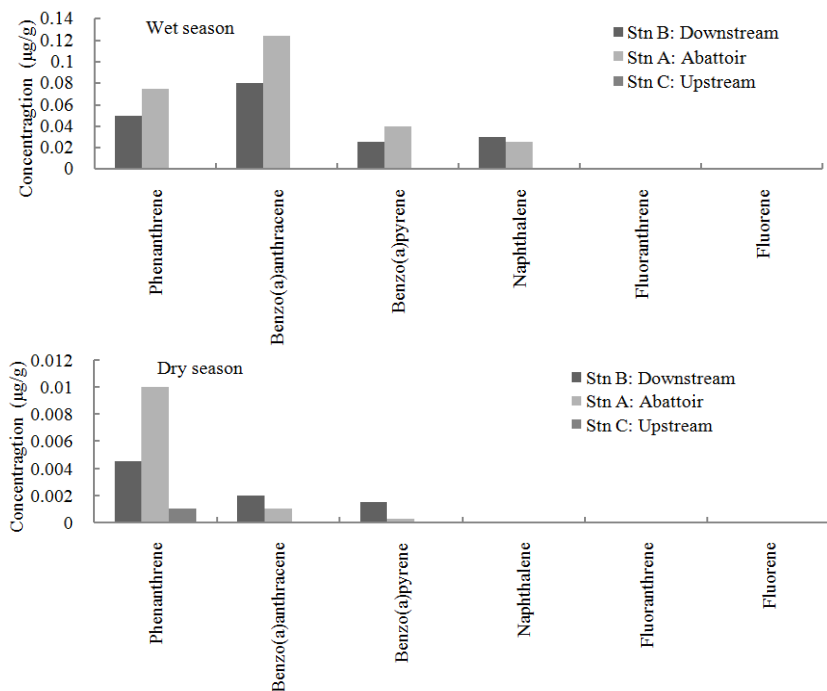 Wet season
Concentragtion (µg/g)
0.14
0.12
0.1
0.08
0.06
0.04
0.02
0
Stn B: Downstream
Stn A: Abattoir
Stn C: Upstream
Phenanthrene
Benzo(a)anthracene
Benzo(a)pyrene
Naphthalene
Fluoranthrene
Fluorene
Dry season
Concentragtion (µg/g)
0.012
0.01
0.008
0.006
0.004
0.002
0
Stn B: Downstream
Stn A: Abattoir
Stn C: Upstream
Phenanthrene
Benzo(a)anthracene
Benzo(a)pyrene
Naphthalene
Fluoranthrene
Fluorene